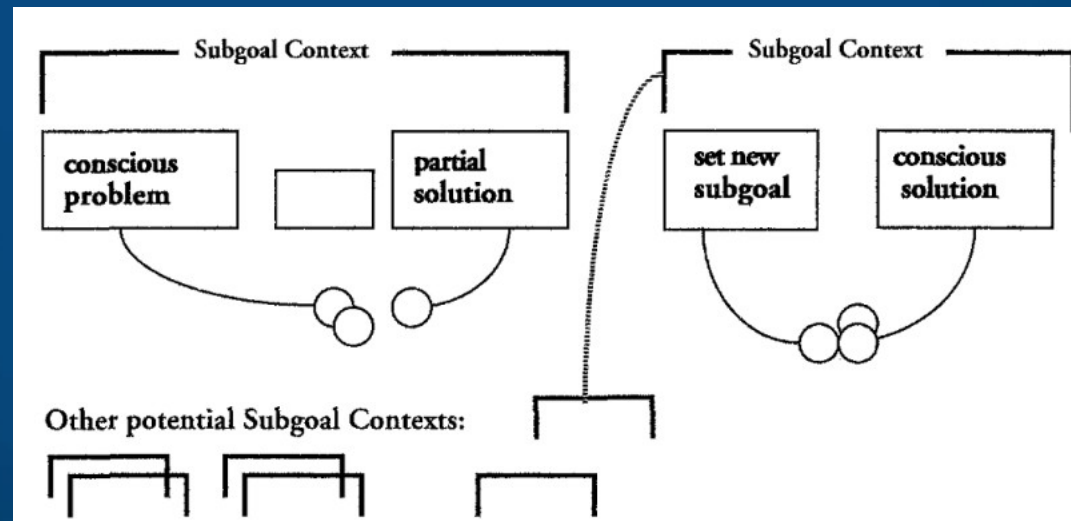 Subgoal Context
Subgoal Context
conscious
problem
partial
solution
set new
subgoal
conscious
solution
Other potential Subgoal Contexts: